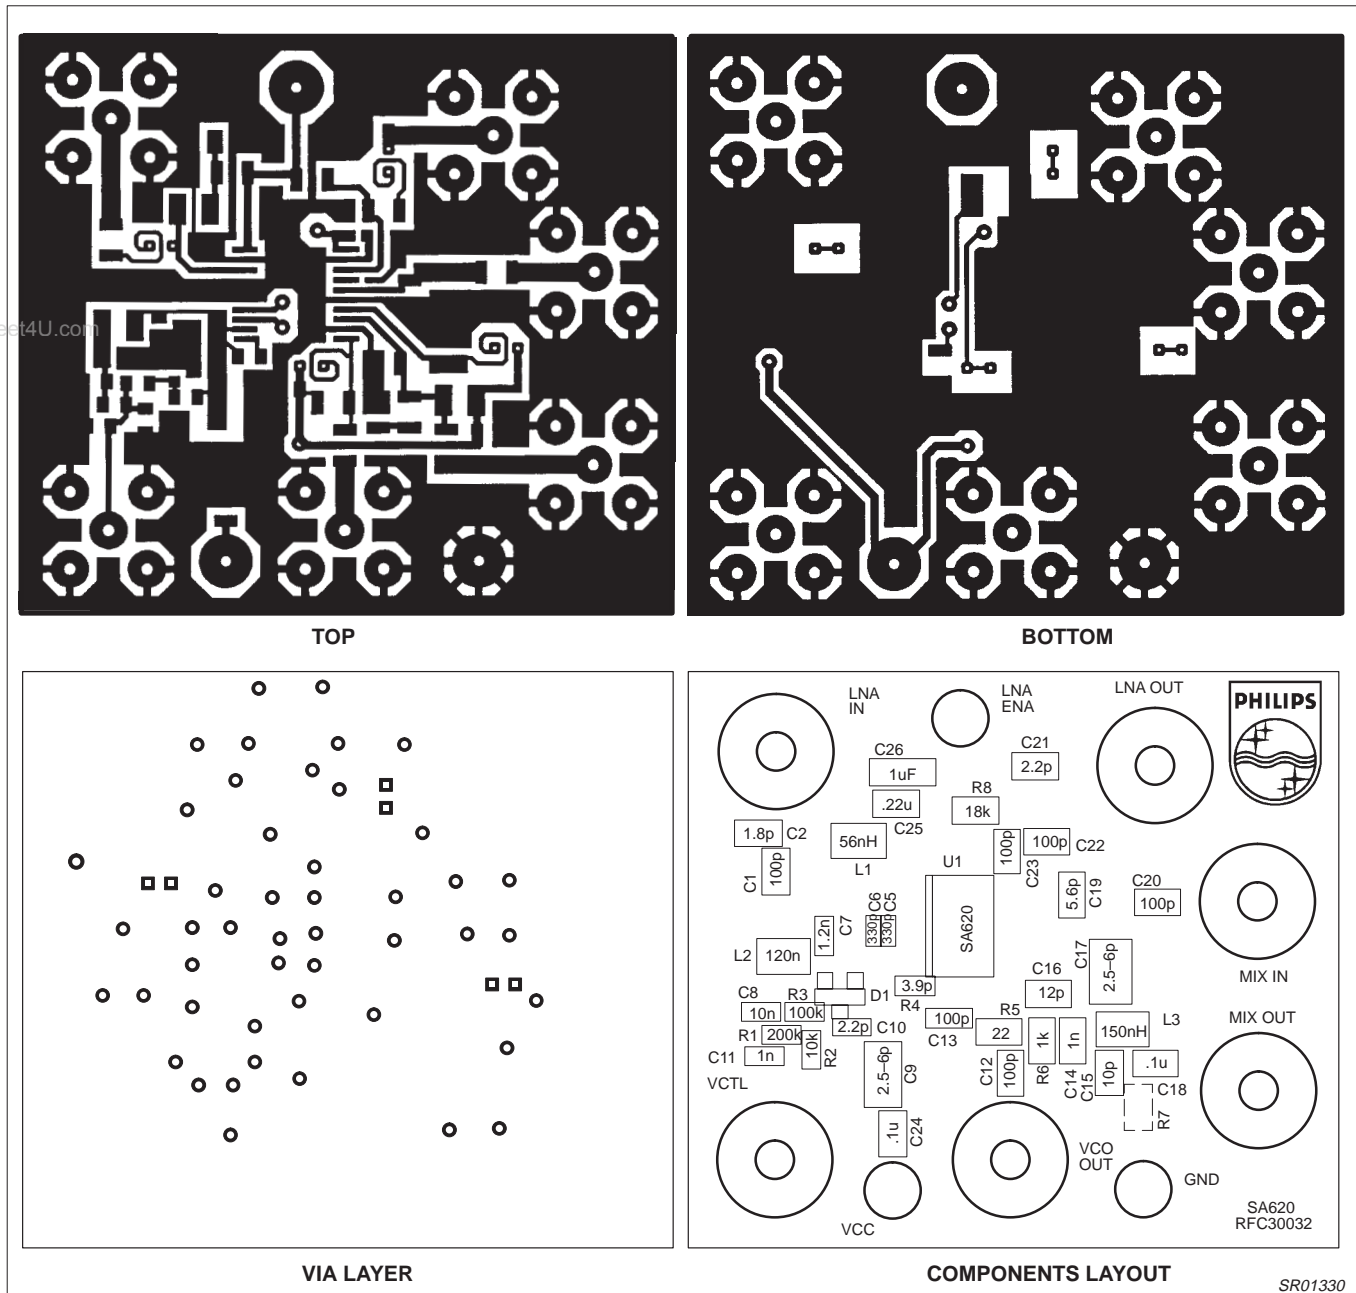 eet4U.com
TOP
BOTTOM
LNA
IN
LNA
ENA
LNA OUT
PHILIPS
C26
1uF
C21
2.2p
.22u
C25
R8
18k
1.8p
C2
56nH
L1
100p
C1
U1
100p
C23
100p
C22
5.6p
C19
C20
100p
SA620
330p
C6
330p
C5
1.2n
C7
L2
120n
C17
2.5–6p
MIX IN
3.9p
R4
C16
12p
D1
C8
10n
R3
100k
R1
200k
10k
R2
2.2p
C10
100p
C13
R5
22
1k
R6
1n
C14
150nH
L3
MIX OUT
C11
1n
VCTL
2.5–6p
C9
C12
100p
C15
10p
.1u
C18
R7
.1u
C24
VCO
OUT
GND
VCC
SA620
RFC30032
VIA LAYER
COMPONENTS LAYOUT
SR01330